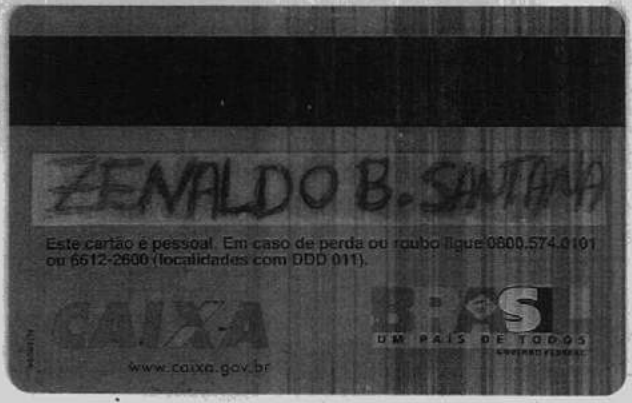 ZENALDO B. SANTANA
Este cartão é pessoal. Em caso de perda ou roubo ligue 0800.574.0101
ou 6612-2600 (localidades com DDD 011).
CAIXA
www.caixa.gov.br
BRASIL
UM PAÍS DE TODOS
GOVERNO FEDERAL